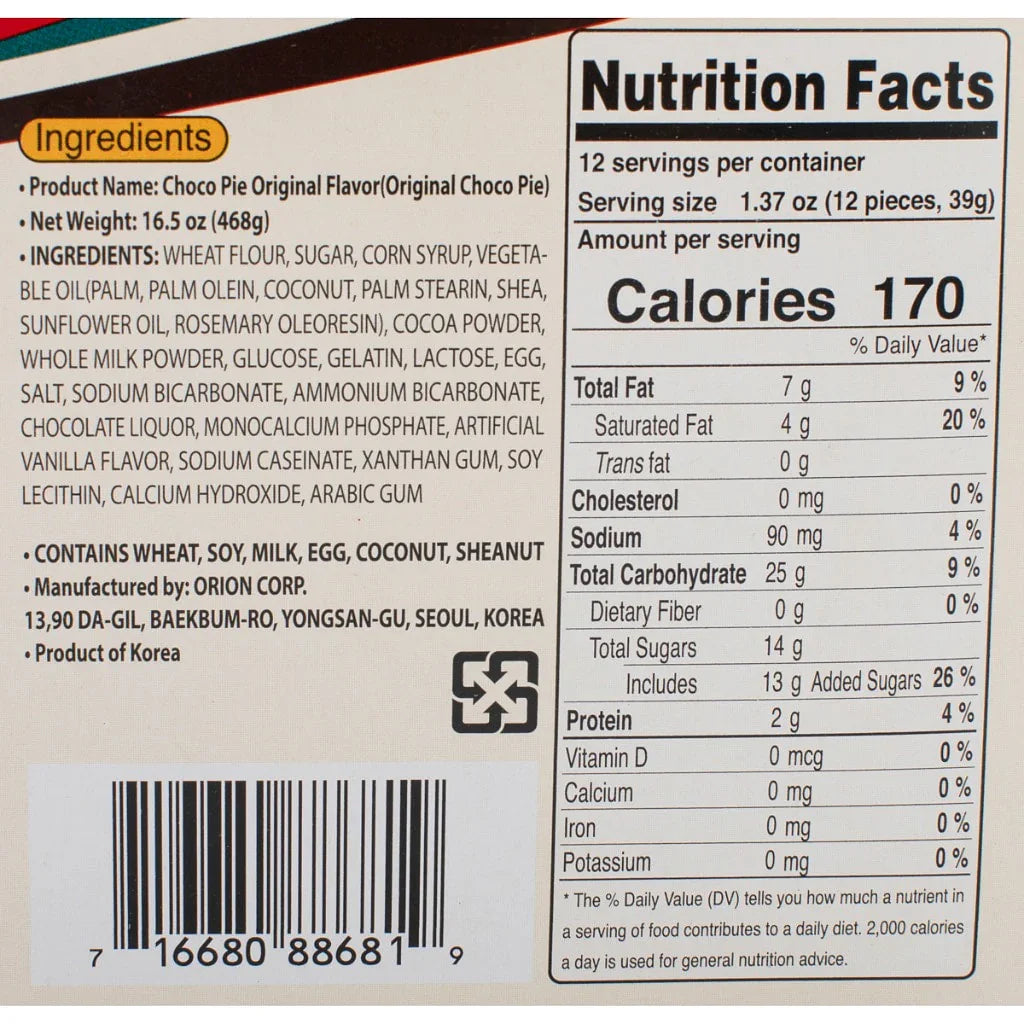 Ingredients
• Product Name: Choco Pie Original Flavor(Original Choco Pie)
• Net Weight: 16.5 oz (468g)
• INGREDIENTS: WHEAT FLOUR, SUGAR, CORN SYRUP, VEGETA-
BLE OIL(PALM, PALM OLEIN, COCONUT, PALM STEARIN, SHEA,
SUNFLOWER OIL, ROSEMARY OLEORESIN), COCOA POWDER,
WHOLE MILK POWDER, GLUCOSE, GELATIN, LACTOSE, EGG,
SALT, SODIUM BICARBONATE, AMMONIUM BICARBONATE,
CHOCOLATE LIQUOR, MONOCALCIUM PHOSPHATE, ARTIFICIAL
VANILLA FLAVOR, SODIUM CASEINATE, XANTHAN GUM, SOY
LECITHIN, CALCIUM HYDROXIDE, ARABIC GUM
• CONTAINS WHEAT, SOY, MILK, EGG, COCONUT, SHEANUT
• Manufactured by: ORION CORP.
13,90 DA-GIL, BAEKBUM-RO, YONGSAN-GU, SEOUL, KOREA
• Product of Korea
7 16680 88681 9
Nutrition Facts
12 servings per container
Serving size 1.37 oz (12 pieces, 39g)
Amount per serving
Calories 170
% Daily Value*
Total Fat 7 g 9 %
Saturated Fat 4 g 20 %
Trans fat 0 g
Cholesterol 0 mg 0 %
Sodium 90 mg 4 %
Total Carbohydrate 25 g 9 %
Dietary Fiber 0 g 0 %
Total Sugars 14 g
Includes 13 g Added Sugars 26 %
Protein 2 g 4 %
Vitamin D 0 mcg 0 %
Calcium 0 mg 0 %
Iron 0 mg 0 %
Potassium 0 mg 0 %
* The % Daily Value (DV) tells you how much a nutrient in
a serving of food contributes to a daily diet. 2,000 calories
a day is used for general nutrition advice.